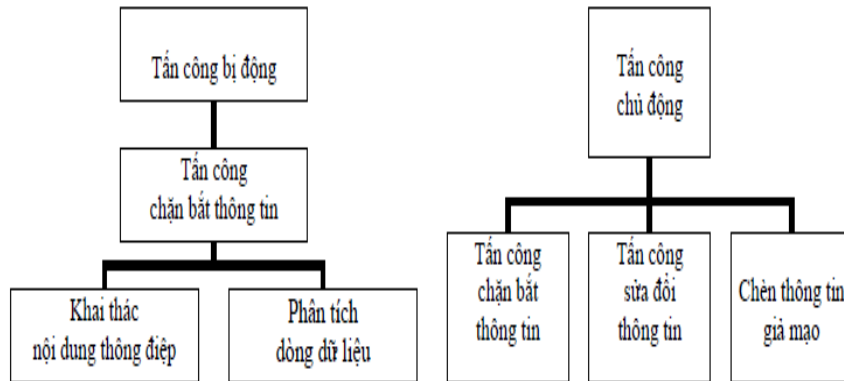 Tấn công bị động
Tấn công
chặn bắt thông tin
Khai thác
nội dung thông điệp
Phân tích
dòng dữ liệu
Tấn công
chủ động
Tấn công
chặn bắt
thông tin
Tấn công
sửa đổi
thông tin
Chèn thông tin
giả mạo